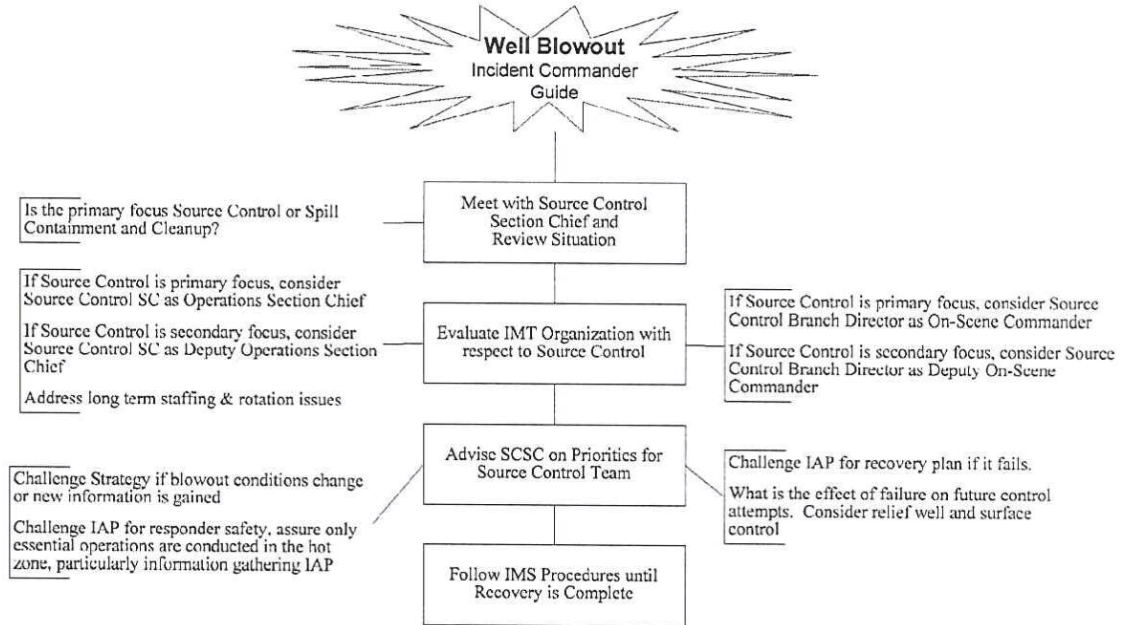 Well Blowout
Incident Commander
Guide
Is the primary focus Source Control or Spill
Containment and Cleanup?
Meet with Source Control
Section Chief and
Review Situation
If Source Control is primary focus, consider
Source Control SC as Operations Section Chief
If Source Control is secondary focus, consider
Source Control SC as Deputy Operations Section
Chief
Address long term staffing & rotation issues
Evaluate IMT Organization with
respect to Source Control
If Source Control is primary focus, consider Source
Control Branch Director as On-Scene Commander
If Source Control is secondary focus, consider Source
Control Branch Director as Deputy On-Scene
Commander
Challenge Strategy if blowout conditions change
or new information is gained
Challenge IAP for responder safety, assure only
essential operations are conducted in the hot
zone, particularly information gathering IAP
Advise SCSC on Priorities for
Source Control Team
Challenge IAP for recovery plan if it fails.
What is the effect of failure on future control
attempts. Consider relief well and surface
control
Follow IMS Procedures until
Recovery is Complete